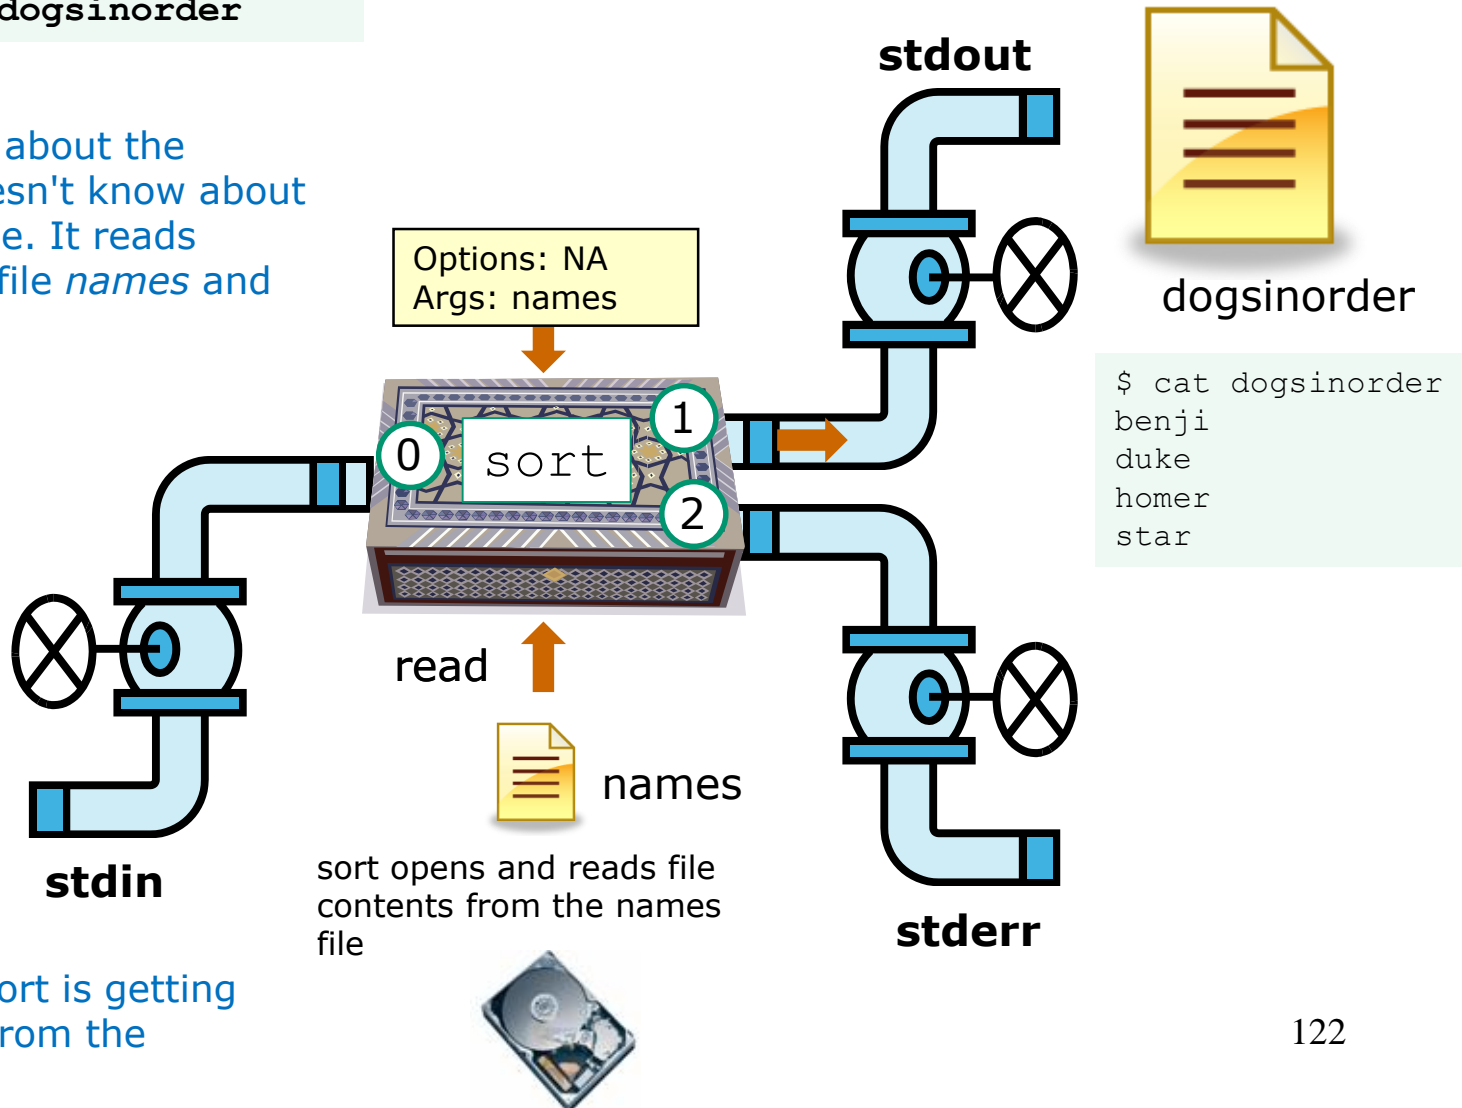 dogsinorder
stdout
about the
esn't know about
e. It reads
file names and
Options: NA
Args: names
dogsinorder
$ cat dogsinorder
benji
duke
homer
star
0
1
sort
2
read
names
stdin
sort opens and reads file
contents from the names
file
stderr
ort is getting
rom the
122